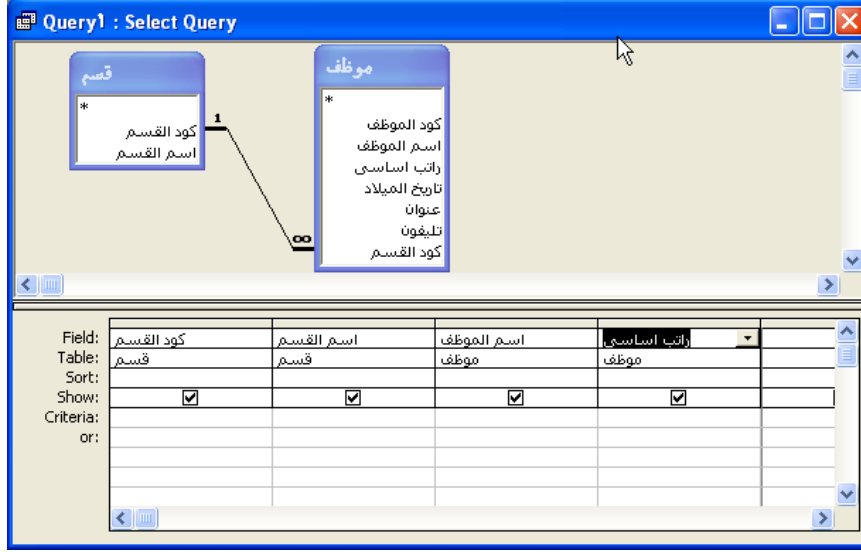 Query1 : Select Query
قسم
*
كود القسم
اسم القسم
1
∞
موظف
*
كود الموظف
اسم الموظف
راتب اساسى
تاريخ الميلاد
عنوان
تليفون
كود القسم
Field: كود القسم اسم القسم اسم الموظف راتب اساسى
Table: قسم قسم موظف موظف
Sort:
Show:
Criteria:
or: